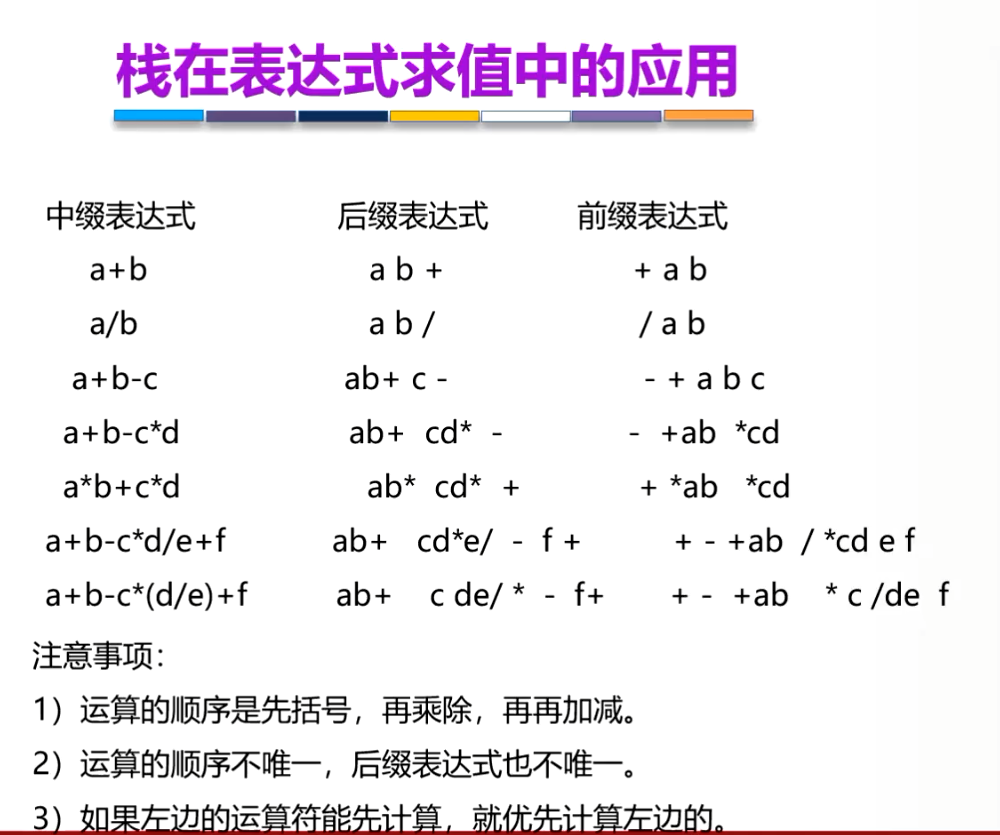 栈在表达式求值中的应用
中缀表达式 后缀表达式 前缀表达式
a+b a b + + a b
a/b a b / / a b
a+b-c ab+ c - - + a b c
a+b-c*d ab+ cd* - - +ab *cd
a*b+c*d ab* cd* + + *ab *cd
a+b-c*d/e+f ab+ cd*e/ - f + + - +ab / *cd e f
a+b-c*(d/e)+f ab+ c de/ * - f+ + - +ab * c /de f
注意事项：
1）运算的顺序是先括号，再乘除，再再加减。
2）运算的顺序不唯一，后缀表达式也不唯一。
3）如果左边的运算符能先计算，就优先计算左边的。